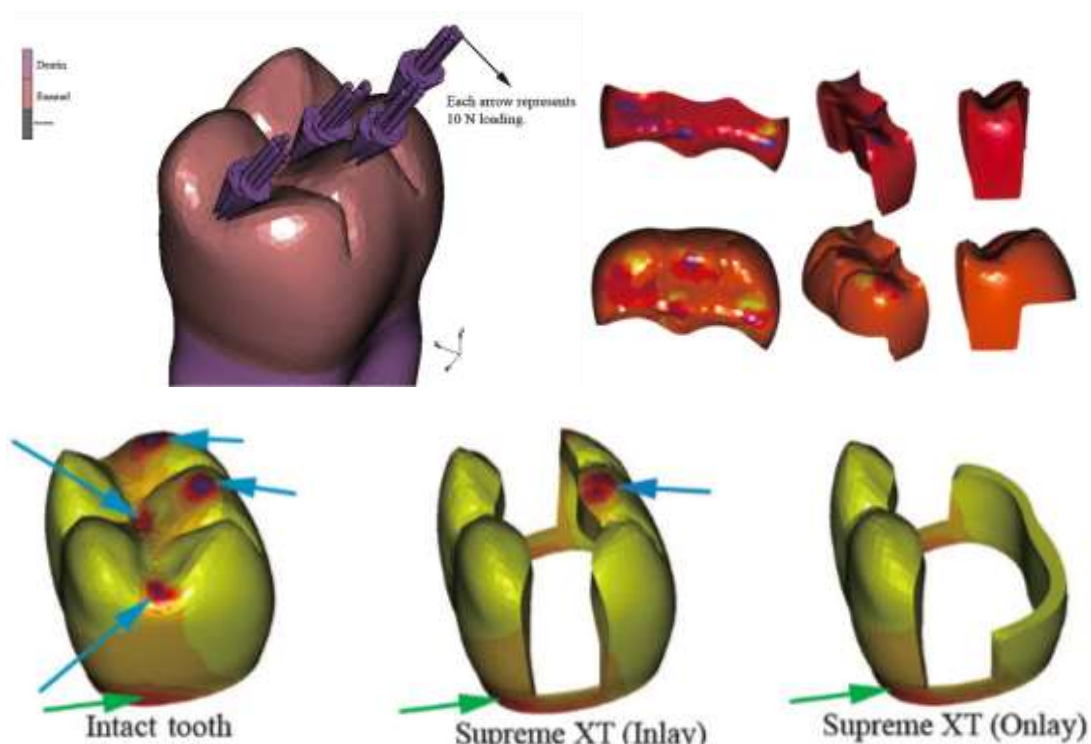 Dentin
Enamel
Each arrow represents
10 N loading.
Intact tooth
Supreme XT (Inlay)
Supreme XT (Onlay)